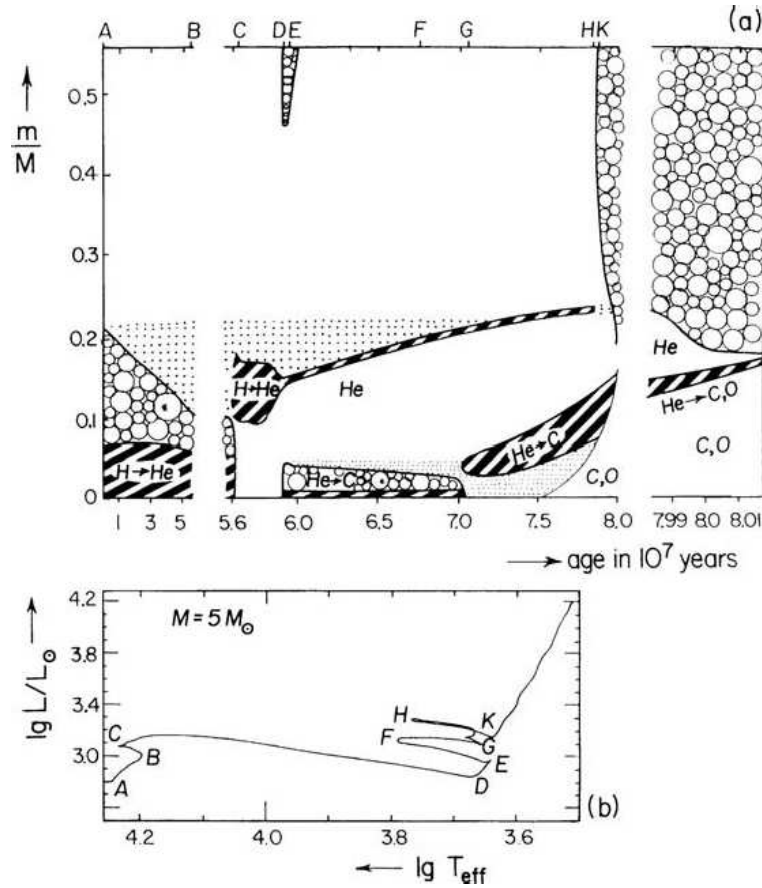 (a)
A B C D E F G H K
m/M
0.5
0.4
0.3
0.2
0.1
0
H→He
H→He
He
He→C
He→C
C,O
He
He→C,O
C,O
1 3 5 5.6 6.0 6.5 7.0 7.5 8.0 7.99 8.0 8.01
→ age in 10⁷ years
lg L/L☉ →
4.2
3.8
3.4
3.0
M = 5 M☉
C
B
A
H
F
K
G
E
D
(b)
4.2 4.0 3.8 3.6
← lg T_eff